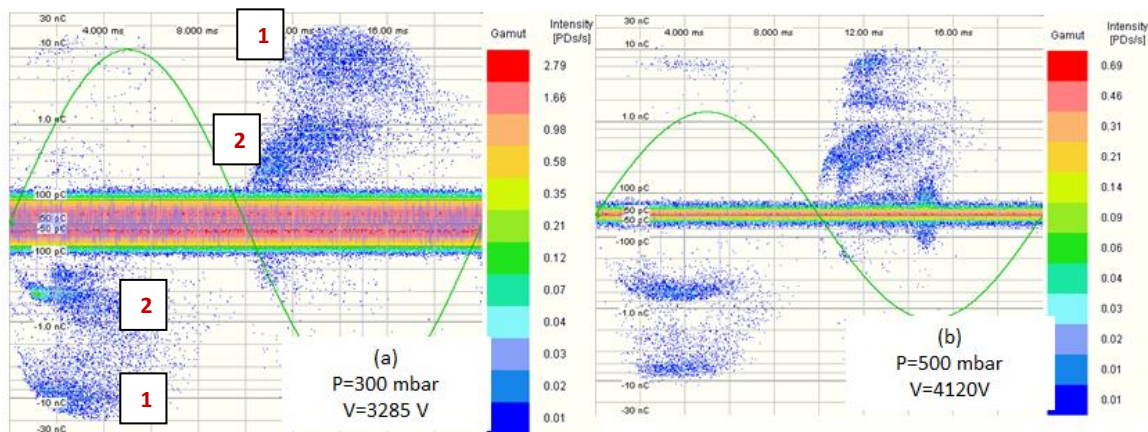 30 nC
4.000 ms
8.000 ms
16.00 ms
10 nC
1
2
1.0 nC
100 pC
50 pC
-50 pC
100 pC
2
-1.0 nC
1
-10 nC
-30 nC
(a)
P=300 mbar
V=3285 V
Gamut
Intensity
[PDs/s]
2.79
1.66
0.98
0.58
0.35
0.21
0.12
0.07
0.04
0.03
0.02
0.01
30 nC
4.000 ms
8.000 ms
16.00 ms
10 nC
1.0 nC
100 pC
50 pC
-50 pC
-100 pC
-1.0 nC
-10 nC
-30 nC
(b)
P=500 mbar
V=4120V
Gamut
Intensity
[PDs/s]
0.69
0.46
0.31
0.21
0.14
0.09
0.06
0.04
0.03
0.02
0.01
0.01